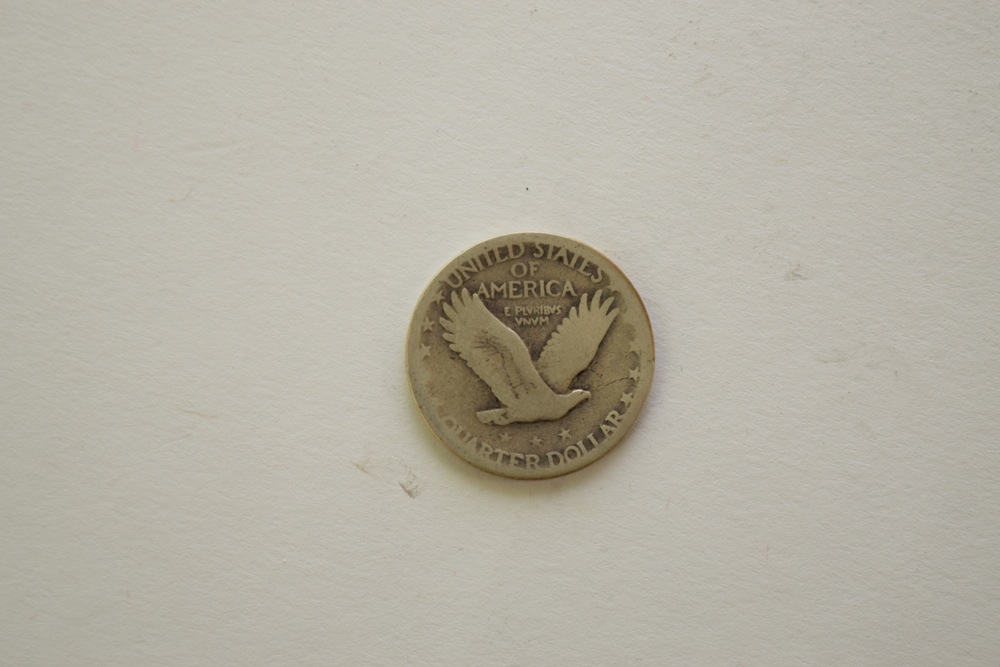 UNITED STATES
OF
AMERICA
E PLVRIBVS
VNVM
QUARTER DOLLAR